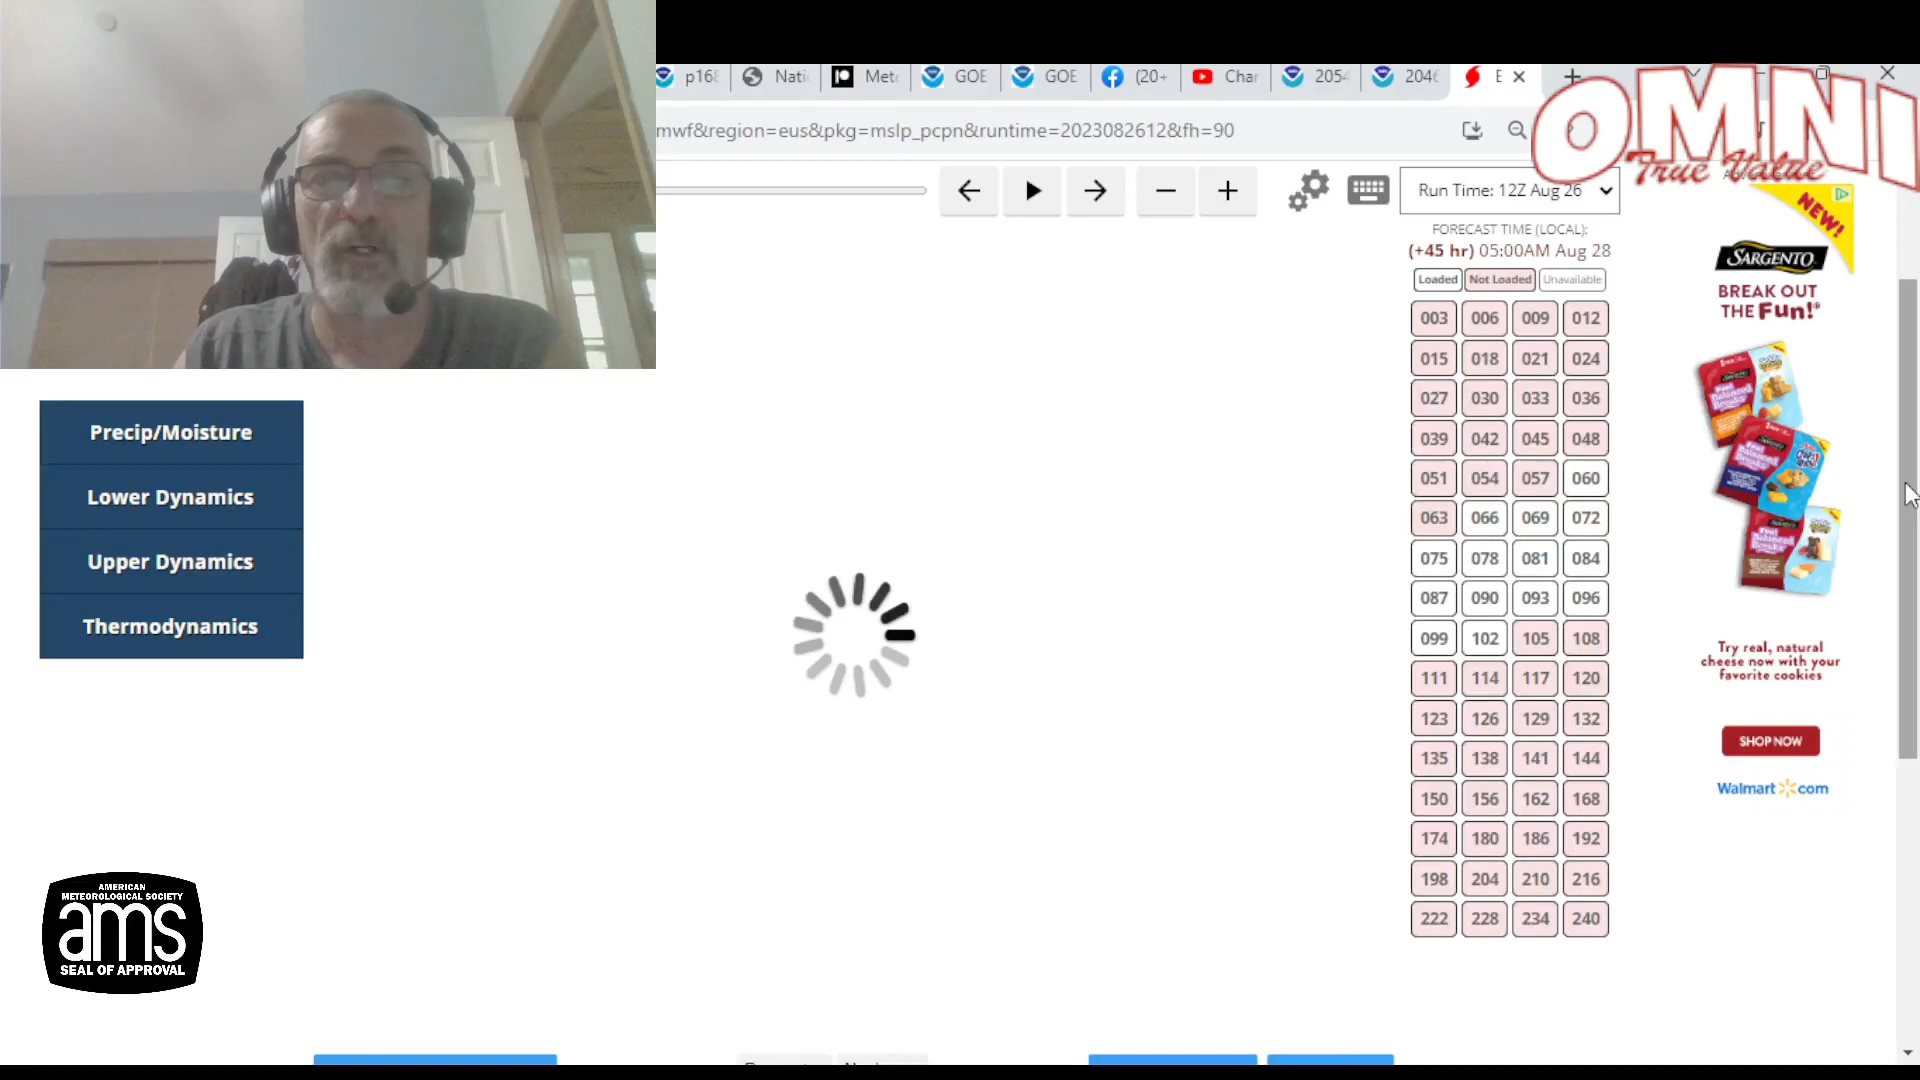 p168
Nati
Mete
GOE
GOE
(20+
Char
2054
2046
E
OMNI
True Value
mwf&region=eus&pkg=mslp_pcpn&runtime=2023082612&fh=90
Run Time: 12Z Aug 26
FORECAST TIME (LOCAL):
(+45 hr) 05:00AM Aug 28
Loaded Not Loaded Unavailable
003 006 009 012
015 018 021 024
027 030 033 036
039 042 045 048
051 054 057 060
063 066 069 072
075 078 081 084
087 090 093 096
099 102 105 108
111 114 117 120
123 126 129 132
135 138 141 144
150 156 162 168
174 180 186 192
198 204 210 216
222 228 234 240
Precip/Moisture
Lower Dynamics
Upper Dynamics
Thermodynamics
AMERICAN
METEOROLOGICAL SOCIETY
ams
SEAL OF APPROVAL
NEW!
SARGENTO
BREAK OUT
THE Fun!
Try real, natural
cheese now with your
favorite cookies
SHOP NOW
Walmart com